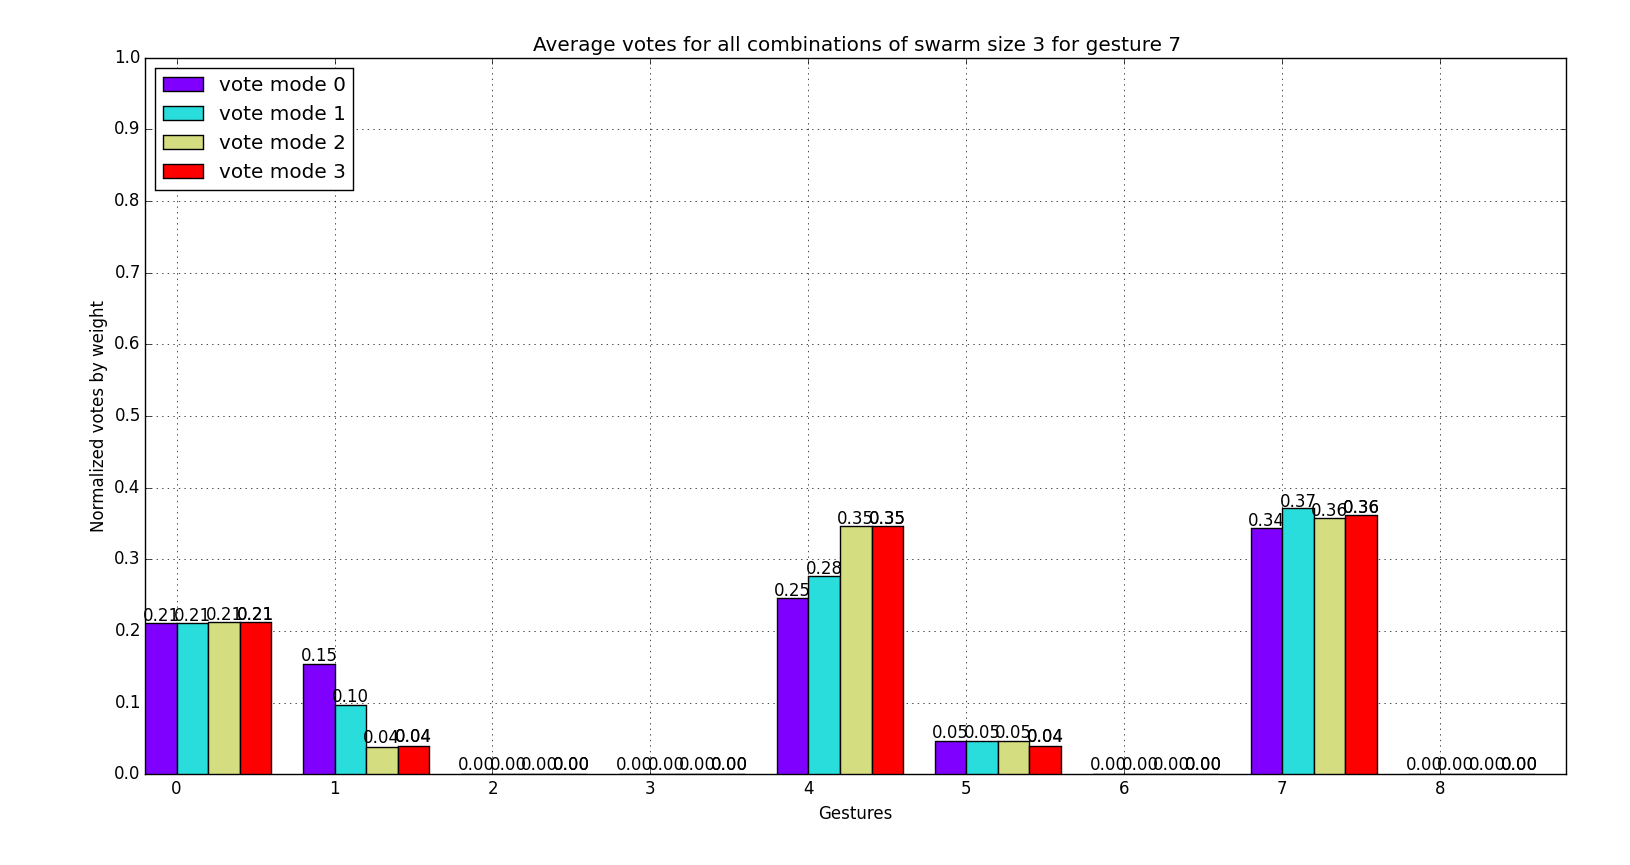 Average votes for all combinations of swarm size 3 for gesture 7
1.0
0.9
0.8
0.7
0.6
0.5
0.4
0.3
0.2
0.1
0.0
Normalized votes by weight
vote mode 0
vote mode 1
vote mode 2
vote mode 3
0.21 0.21 0.21 0.21
0.15 0.10 0.04 0.04
0.00 0.00 0.00 0.00
0.00 0.00 0.00 0.00
0.25 0.28 0.35 0.35
0.05 0.05 0.05 0.04
0.00 0.00 0.00 0.00
0.34 0.37 0.36 0.36
0.00 0.00 0.00 0.00
0 1 2 3 4 5 6 7 8
Gestures